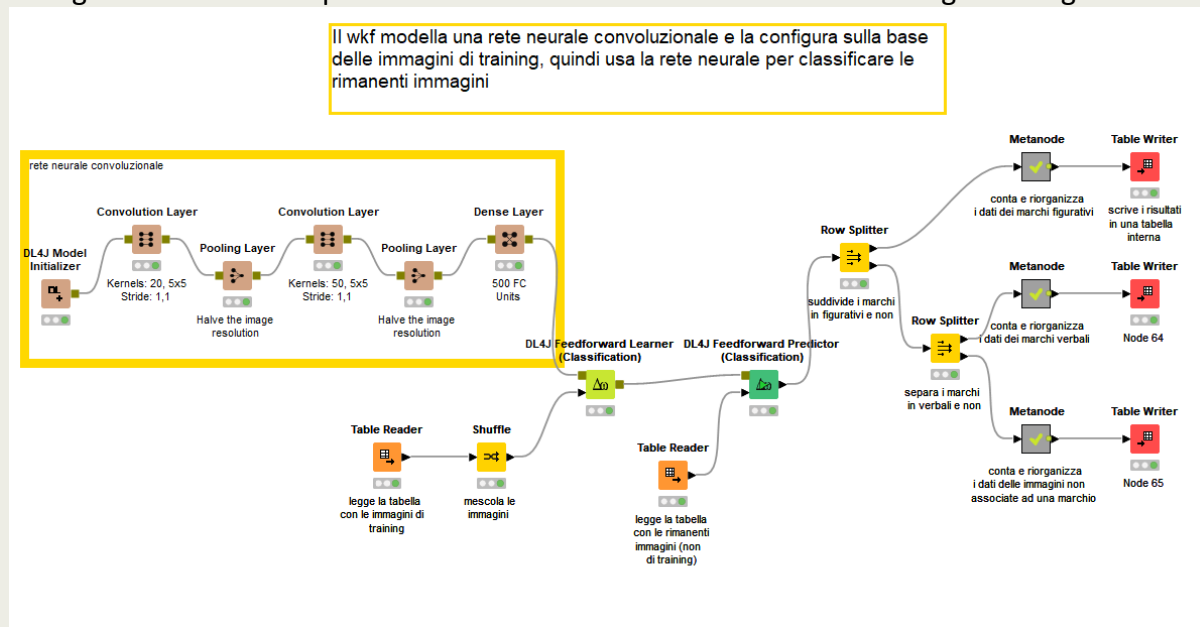 Il wkf modella una rete neurale convoluzionale e la configura sulla base
delle immagini di training, quindi usa la rete neurale per classificare le
rimanenti immagini
rete neurale convoluzionale
DL4J Model
Initializer
Convolution Layer
Kernels: 20, 5x5
Stride: 1,1
Pooling Layer
Halve the image
resolution
Convolution Layer
Kernels: 50, 5x5
Stride: 1,1
Pooling Layer
Halve the image
resolution
Dense Layer
500 FC
Units
DL4J Feedforward Learner
(Classification)
DL4J Feedforward Predictor
(Classification)
Table Reader
legge la tabella
con le immagini di
training
Shuffle
mescola le
immagini
Table Reader
legge la tabella
con le rimanenti
immagini (non
di training)
Row Splitter
suddivide i marchi
in figurativi e non
Row Splitter
separa i marchi
in verbali e non
Metanode
conta e riorganizza
i dati dei marchi figurativi
Table Writer
scrive i risultati
in una tabella
interna
Metanode
conta e riorganizza
i dati dei marchi verbali
Table Writer
Node 64
Metanode
conta e riorganizza
i dati delle immagini non
associate ad una marchio
Table Writer
Node 65